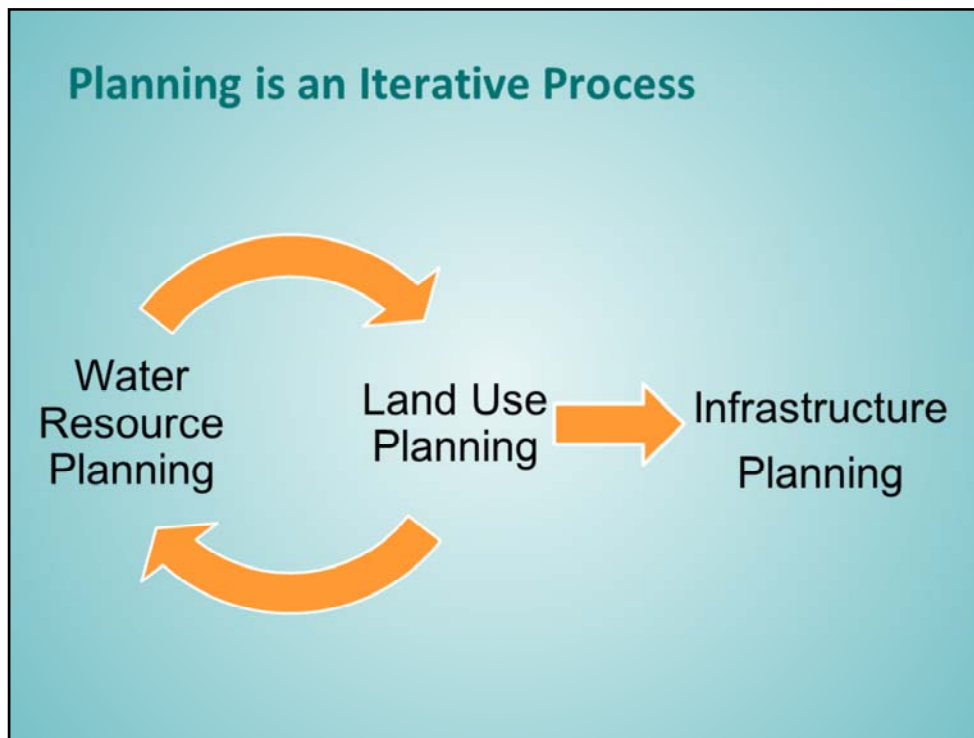 Planning is an Iterative Process
Water
Resource
Planning
Land Use
Planning
Infrastructure
Planning